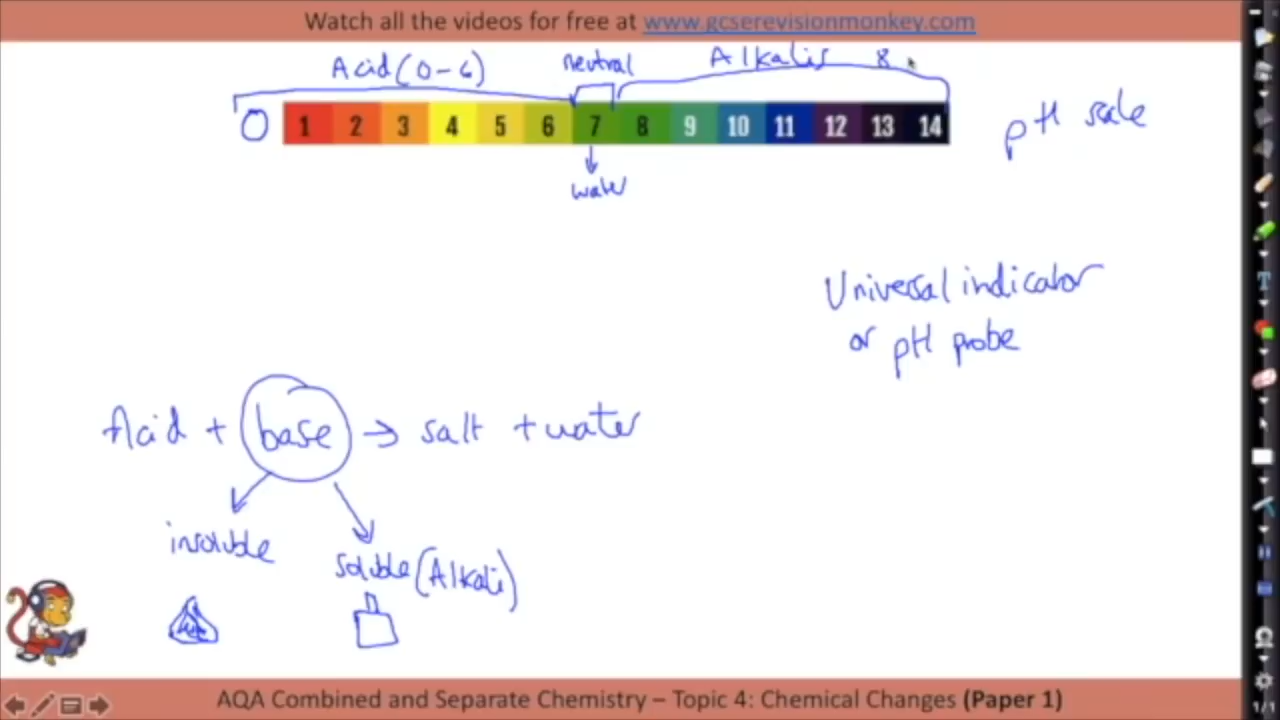 Watch all the videos for free at www.gcserevisionmonkey.com
Acid (0-6) neutral Alkalis 8
0 1 2 3 4 5 6 7 8 9 10 11 12 13 14
pH scale
water
Universal indicator
or pH probe
Acid + base → salt + water
insoluble
soluble (Alkali)
AQA Combined and Separate Chemistry – Topic 4: Chemical Changes (Paper 1)
1/1